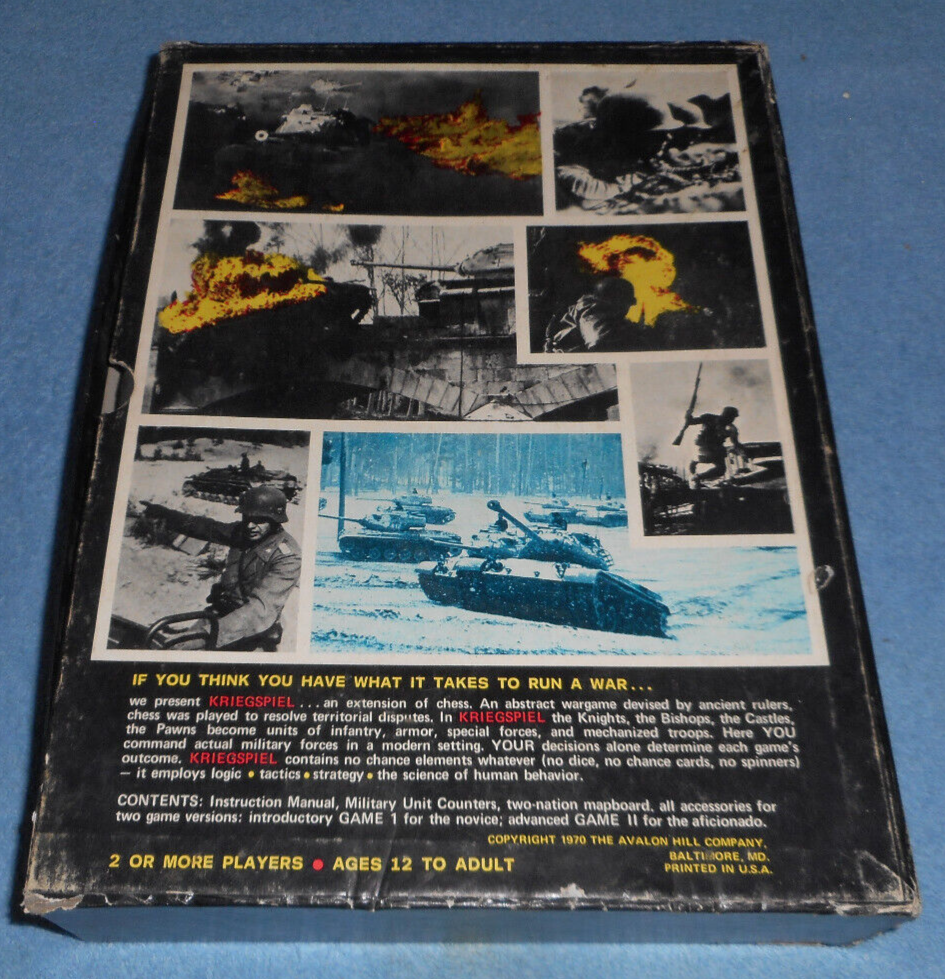 IF YOU THINK YOU HAVE WHAT IT TAKES TO RUN A WAR...
we present KRIEGSPIEL ...an extension of chess. An abstract wargame devised by ancient rulers,
chess was played to resolve territorial disputes. In KRIEGSPIEL the Knights, the Bishops, the Castles,
the Pawns become units of infantry, armor, special forces, and mechanized troops. Here YOU
command actual military forces in a modern setting. YOUR decisions alone determine each game's
outcome. KRIEGSPIEL contains no chance elements whatever (no dice, no chance cards, no spinners)
— it employs logic • tactics • strategy • the science of human behavior.
CONTENTS: Instruction Manual, Military Unit Counters, two-nation mapboard, all accessories for
two game versions: introductory GAME 1 for the novice; advanced GAME II for the aficionado.
COPYRIGHT 1970 THE AVALON HILL COMPANY,
BALTIMORE, MD.
PRINTED IN U.S.A.
2 OR MORE PLAYERS • AGES 12 TO ADULT